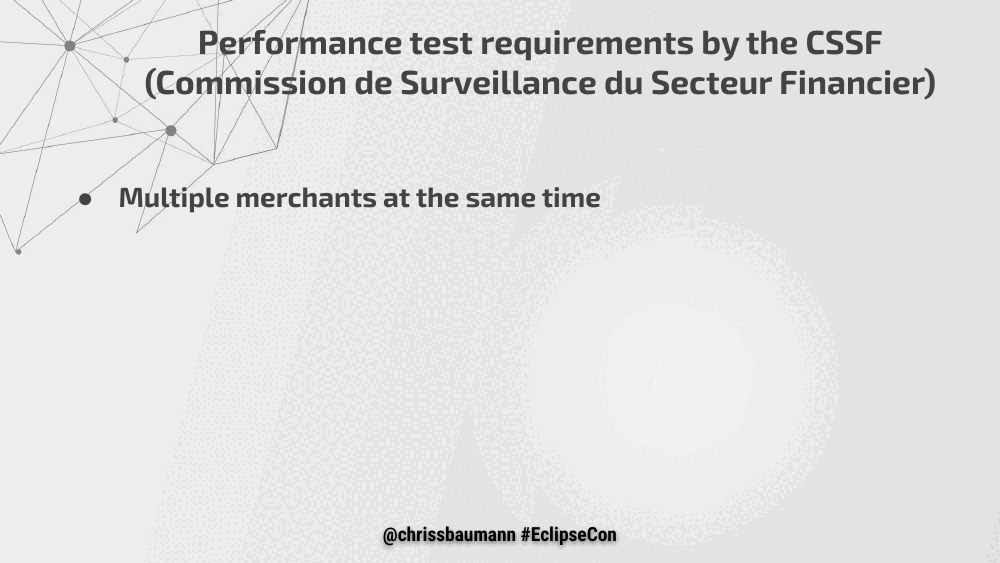 Performance test requirements by the CSSF
(Commission de Surveillance du Secteur Financier)
● Multiple merchants at the same time
@chrissbaumann #EclipseCon